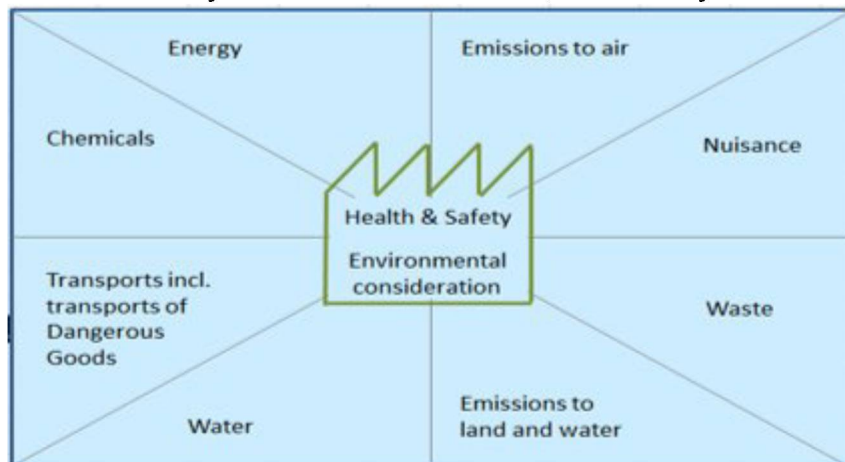 Energy
Emissions to air
Chemicals
Nuisance
Health & Safety
Environmental
consideration
Transports incl.
transports of
Dangerous
Goods
Waste
Water
Emissions to
land and water